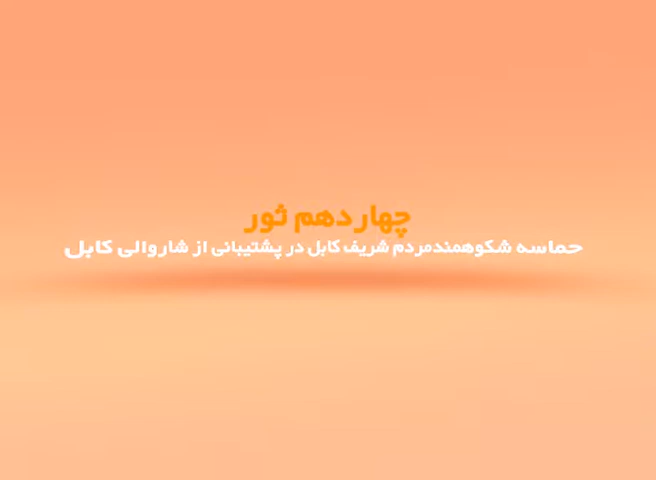 چهاردهم ثور
حماسه شکوهمندمردم شریف کابل در پشتیبانی از شاروالی کابل